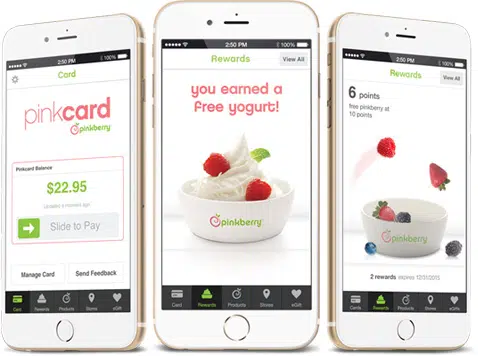 2:50 PM
100%
Card
pinkcard
pinkberry
Pinkcard Balance
$22.95
Updated a moments ago
Slide to Pay
Manage Card
Send Feedback
Card
Rewards
Products
Stores
eGift
2:50 PM
100%
Rewards
View All
you earned a
free yogurt!
pinkberry
Card
Rewards
Products
Stores
eGift
2:50 PM
100%
Rewards
View All
6 points
free pinkberry at
10 points
pinkberry
2 rewards expires 12/31/2015
Cards
Rewards
Products
Stores
eGifts